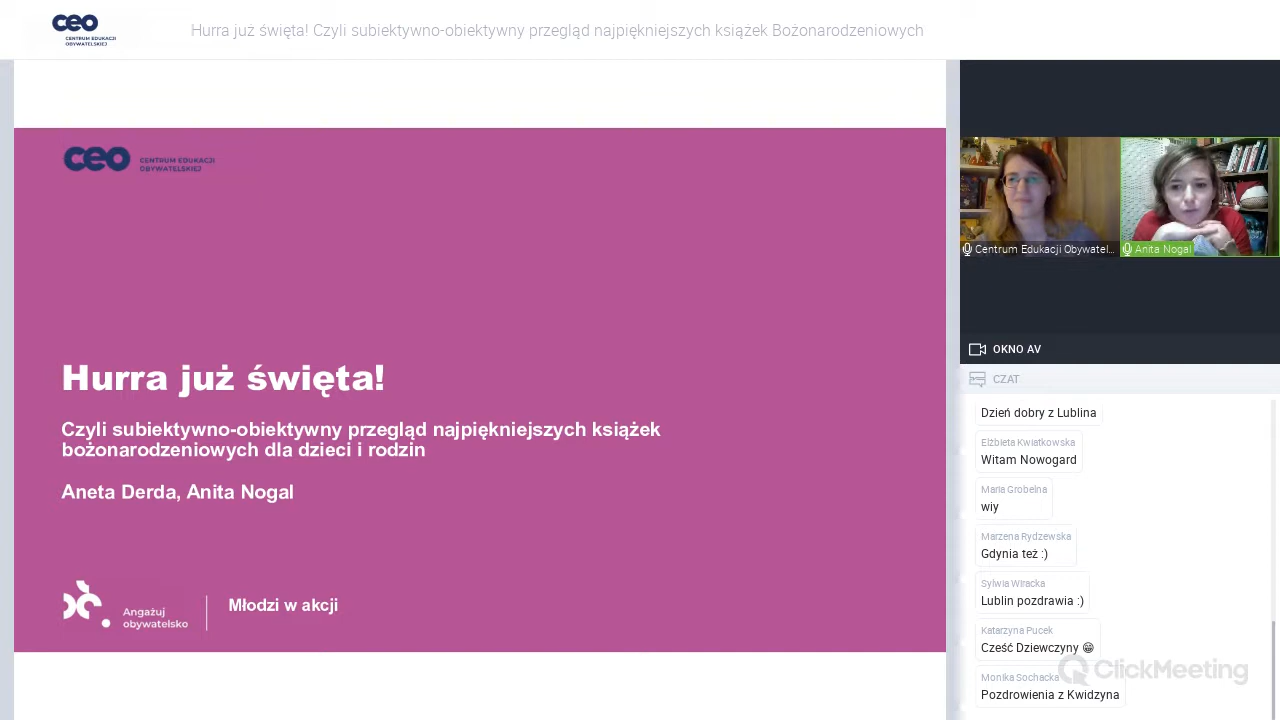 ceo
CENTRUM EDUKACJI
OBYWATELSKIEJ
Hurra już święta! Czyli subiektywno-obiektywny przegląd najpiękniejszych książek Bożonarodzeniowych
ceo
CENTRUM EDUKACJI
OBYWATELSKIEJ
Hurra już święta!
Czyli subiektywno-obiektywny przegląd najpiękniejszych książek
bożonarodzeniowych dla dzieci i rodzin
Aneta Derda, Anita Nogal
Angażuj
obywatelsko
Młodzi w akcji
Centrum Edukacji Obywatel...
Anita Nogal
OKNO AV
CZAT
Dzień dobry z Lublina
Elżbieta Kwiatkowska
Witam Nowogard
Maria Grobelna
wiy
Marzena Rydzewska
Gdynia też :)
Sylwia Wiracka
Lublin pozdrawia :)
Katarzyna Pucek
Cześć Dziewczyny 😀
Monika Sochacka
Pozdrowienia z Kwidzyna
ClickMeeting